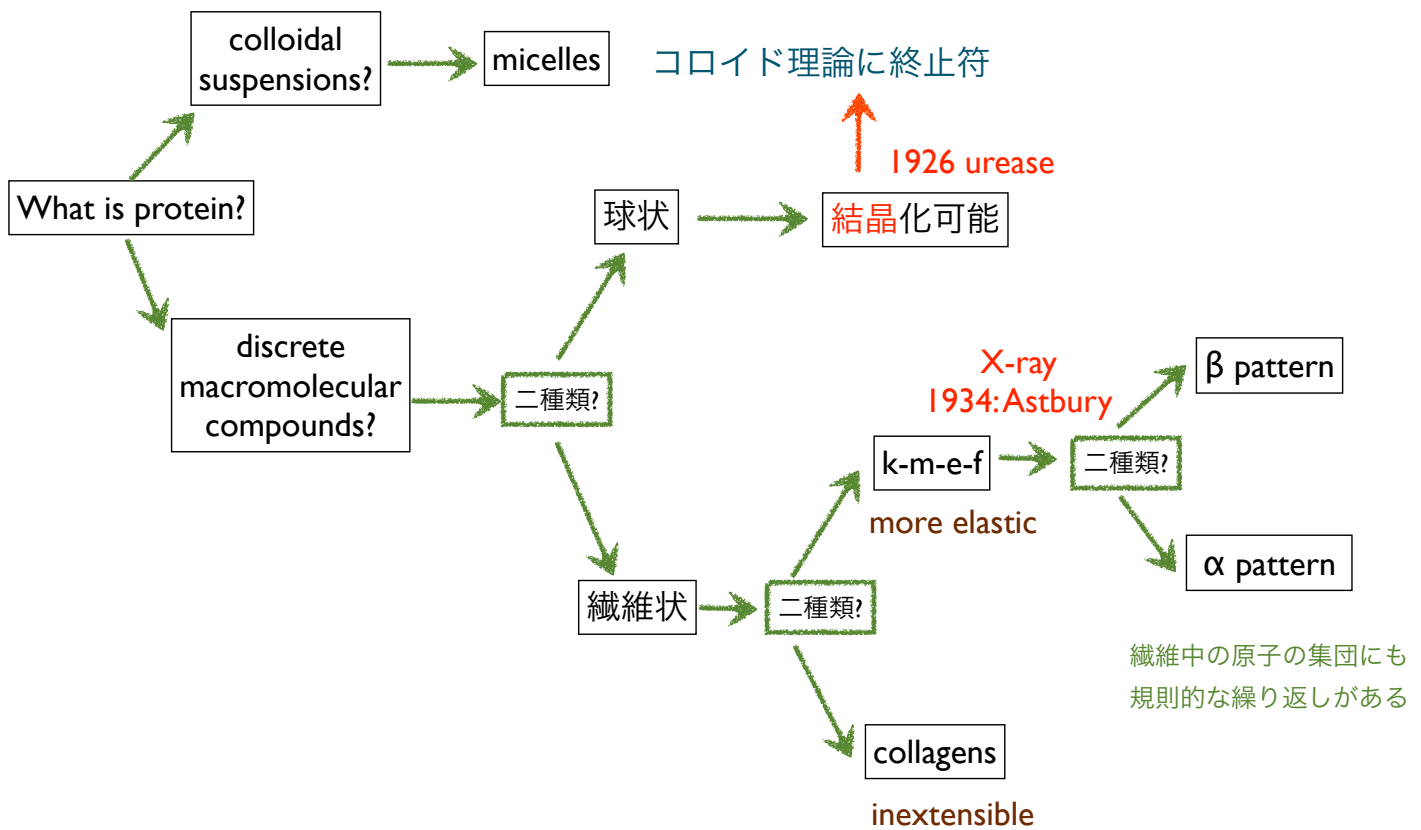 colloidal
suspensions?
micelles
コロイド理論に終止符
1926 urease
What is protein?
球状
結晶化可能
discrete
macromolecular
compounds?
二種類?
X-ray
1934: Astbury
β pattern
k-m-e-f
二種類?
more elastic
α pattern
繊維状
二種類?
繊維中の原子の集団にも
規則的な繰り返しがある
collagens
inextensible